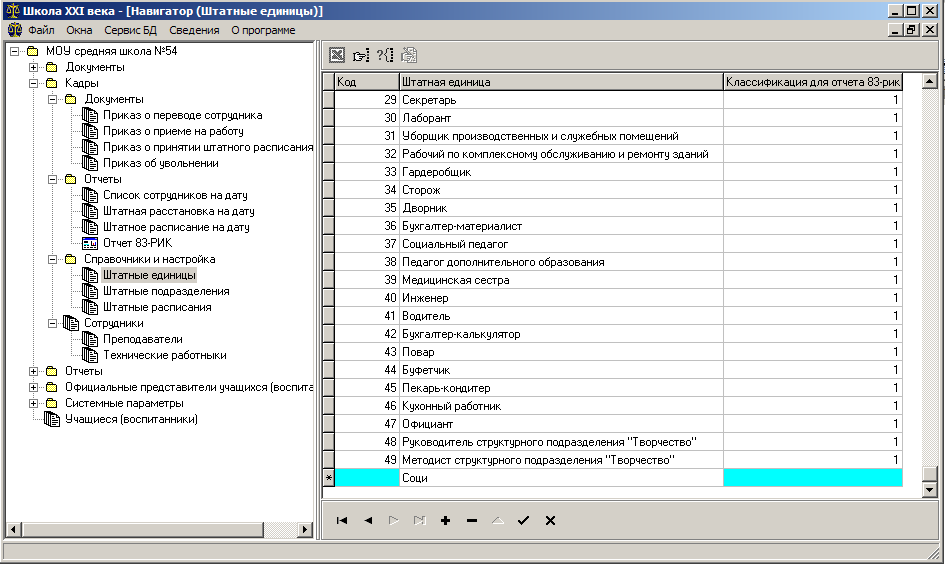 Школа XXI века - [Навигатор (Штатные единицы)]
Файл Окна Сервис БД Сведения О программе
МОУ средняя школа №54
Документы
Кадры
Документы
Приказ о переводе сотрудника
Приказ о приеме на работу
Приказ о принятии штатного расписания
Приказ об увольнении
Отчеты
Список сотрудников на дату
Штатная расстановка на дату
Штатное расписание на дату
Отчет 83-РИК
Справочники и настройка
Штатные единицы
Штатные подразделения
Штатные расписания
Сотрудники
Преподаватели
Технические работныки
Отчеты
Официальные представители учащихся (воспита
Системные параметры
Учащиеся (воспитанники)
Код Штатная единица Классификация для отчета 83-рик
29 Секретарь 1
30 Лаборант 1
31 Уборщик производственных и служебных помещений 1
32 Рабочий по комплексному обслуживанию и ремонту зданий 1
33 Гардеробщик 1
34 Сторож 1
35 Дворник 1
36 Бухгалтер-материалист 1
37 Социальный педагог 1
38 Педагог дополнительного образования 1
39 Медицинская сестра 1
40 Инженер 1
41 Водитель 1
42 Бухгалтер-калькулятор 1
43 Повар 1
44 Буфетчик 1
45 Пекарь-кондитер 1
46 Кухонный работник 1
47 Официант 1
48 Руководитель структурного подразделения "Творчество" 1
49 Методист структурного подразделения "Творчество" 1
Соци